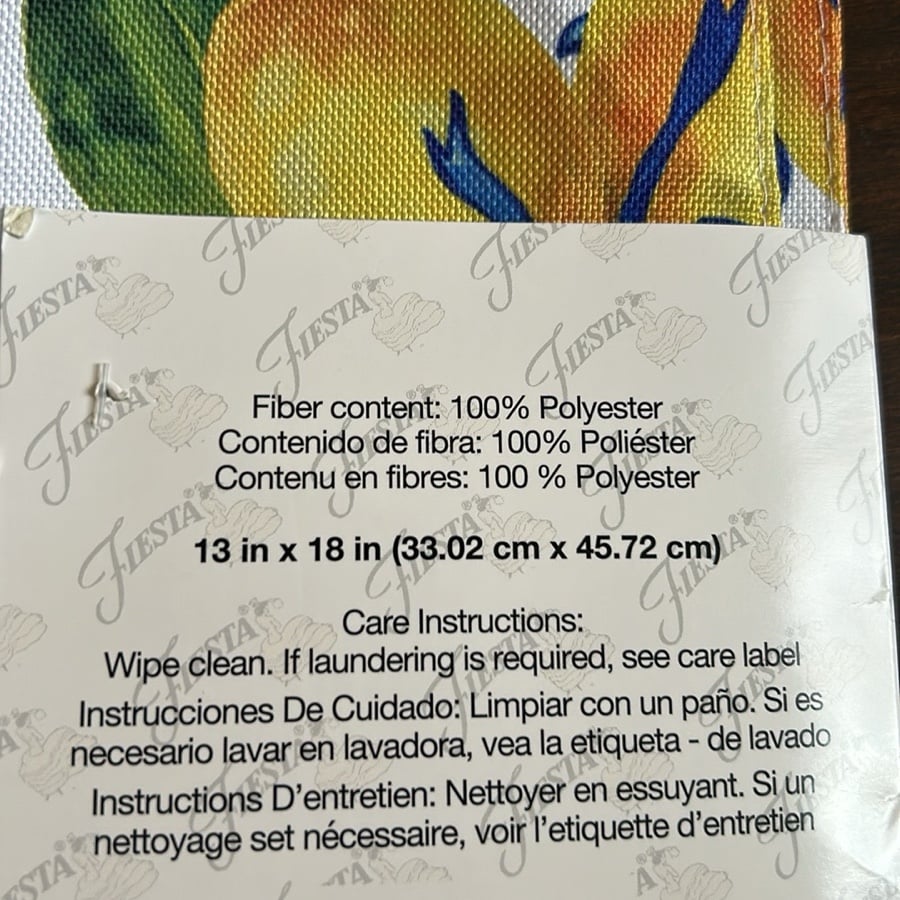 FIESTA®
Fiber content: 100% Polyester
Contenido de fibra: 100% Poliéster
Contenu en fibres: 100 % Polyester
13 in x 18 in (33.02 cm x 45.72 cm)
Care Instructions:
Wipe clean. If laundering is required, see care label
Instrucciones De Cuidado: Limpiar con un paño. Si es
necesario lavar en lavadora, vea la etiqueta - de lavado
Instructions D'entretien: Nettoyer en essuyant. Si un
nettoyage set nécessaire, voir l'etiquette d'entretien